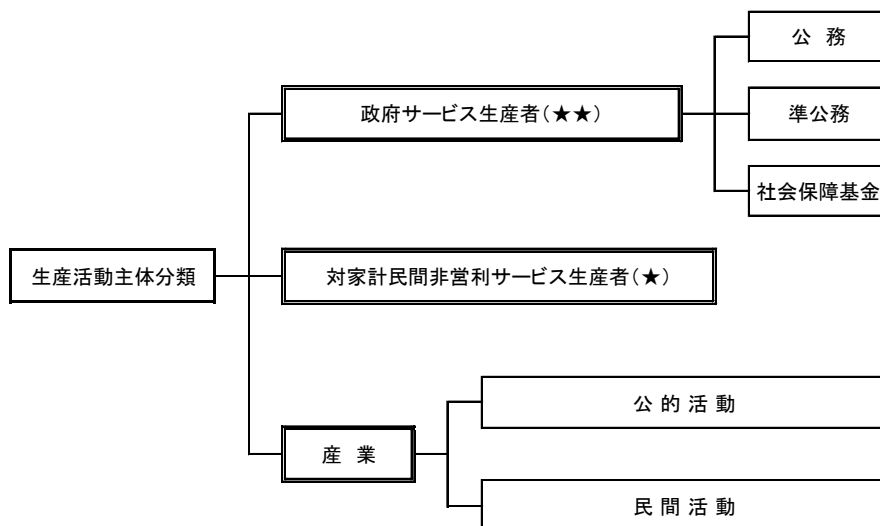 公 務
政府サービス生産者(★★)
準公務
社会保障基金
生産活動主体分類
対家計民間非営利サービス生産者(★)
公 的 活 動
産 業
民 間 活 動